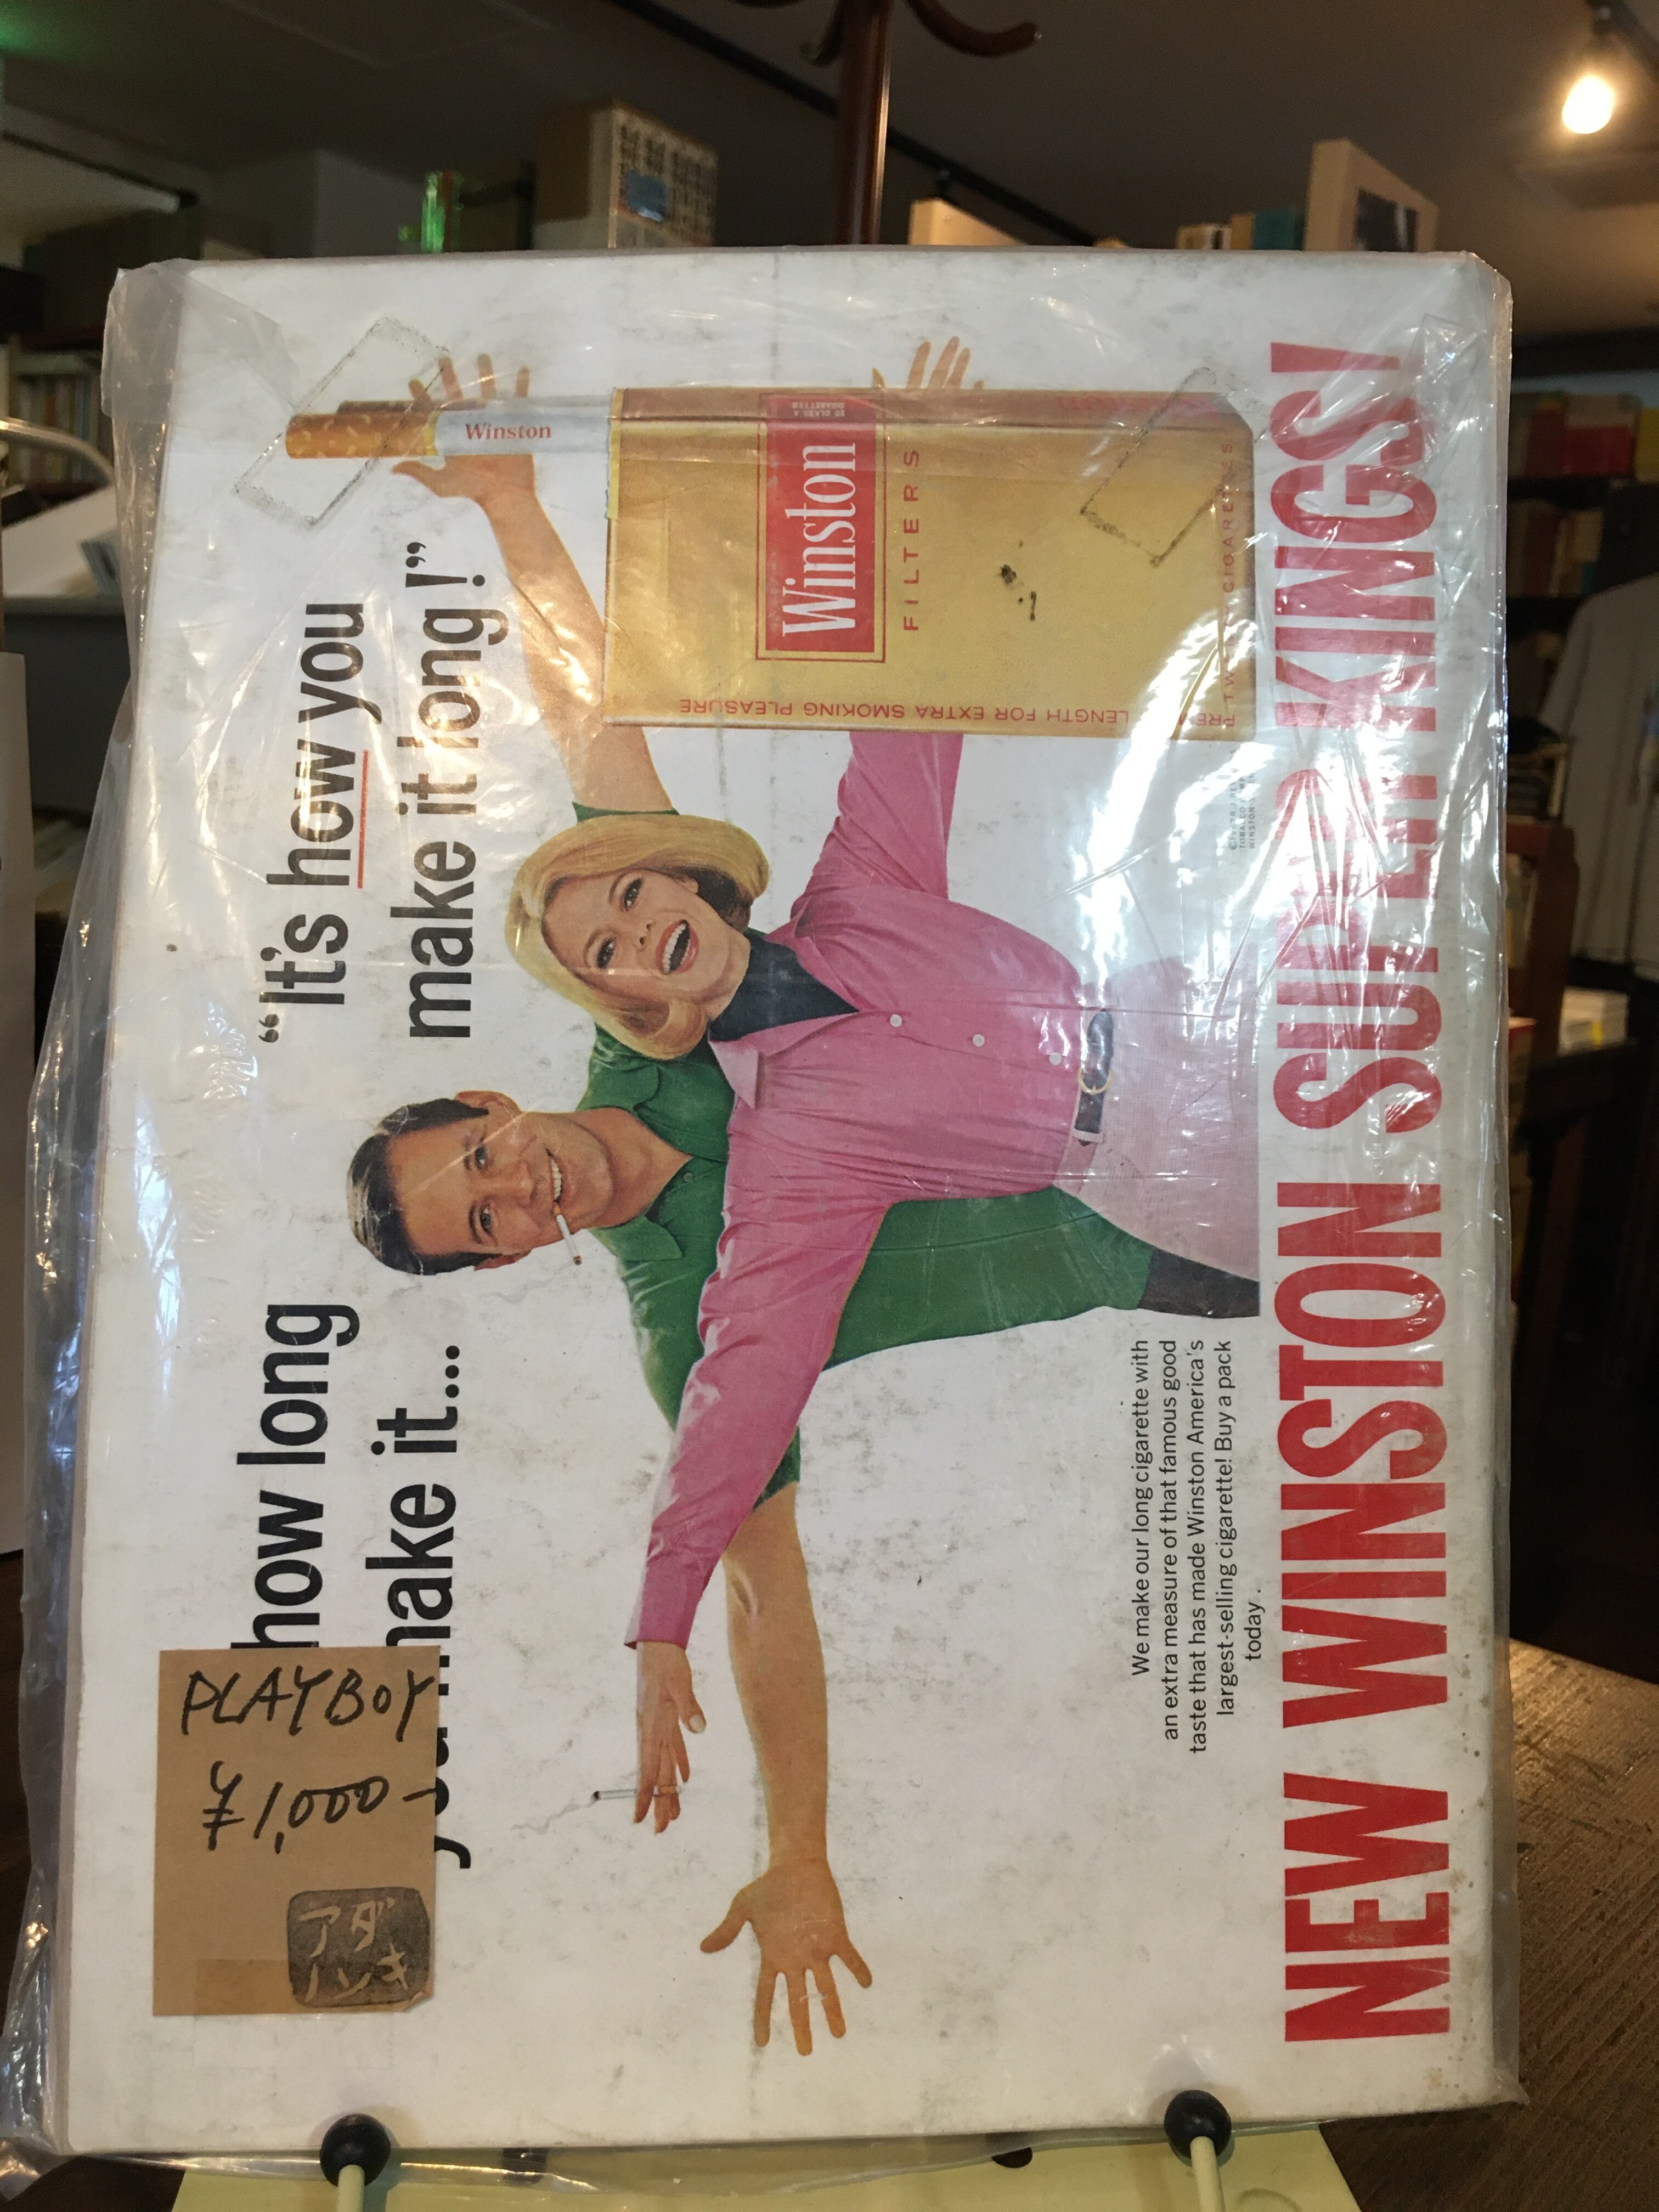 how long
make it...
“It's how you
make it long!”
Winston
Winston
FILTERS
LENGTH FOR EXTRA SMOKING PLEASURE
CIGARETTES
We make our long cigarette with
an extra measure of that famous good
taste that has made Winston America's
largest-selling cigarette! Buy a pack
today.
NEW WINSTON SUPER KINGS!
PLAYBOY
¥1,000-
アダ
ノンキ